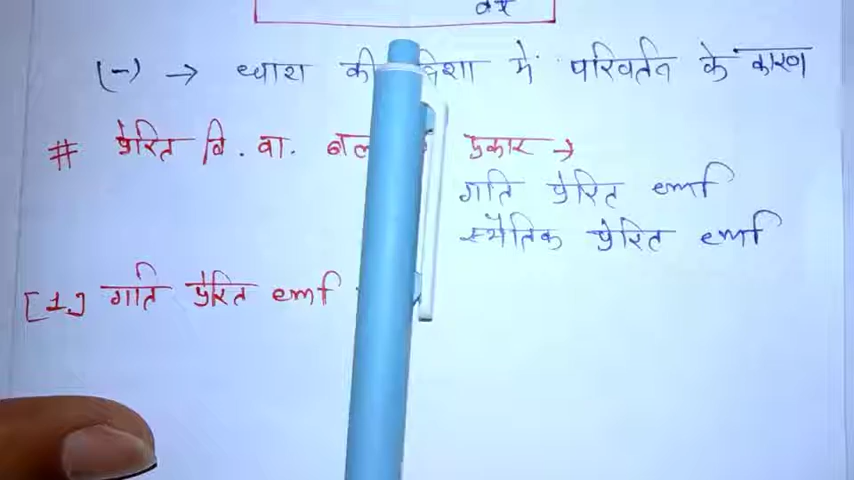 (-) → धारा की दिशा में परिवर्तन के कारण
# प्रेरित वि. वा. बल प्रकार →
गति प्रेरित emf
स्थैतिक प्रेरित emf
[1.] गति प्रेरित emf